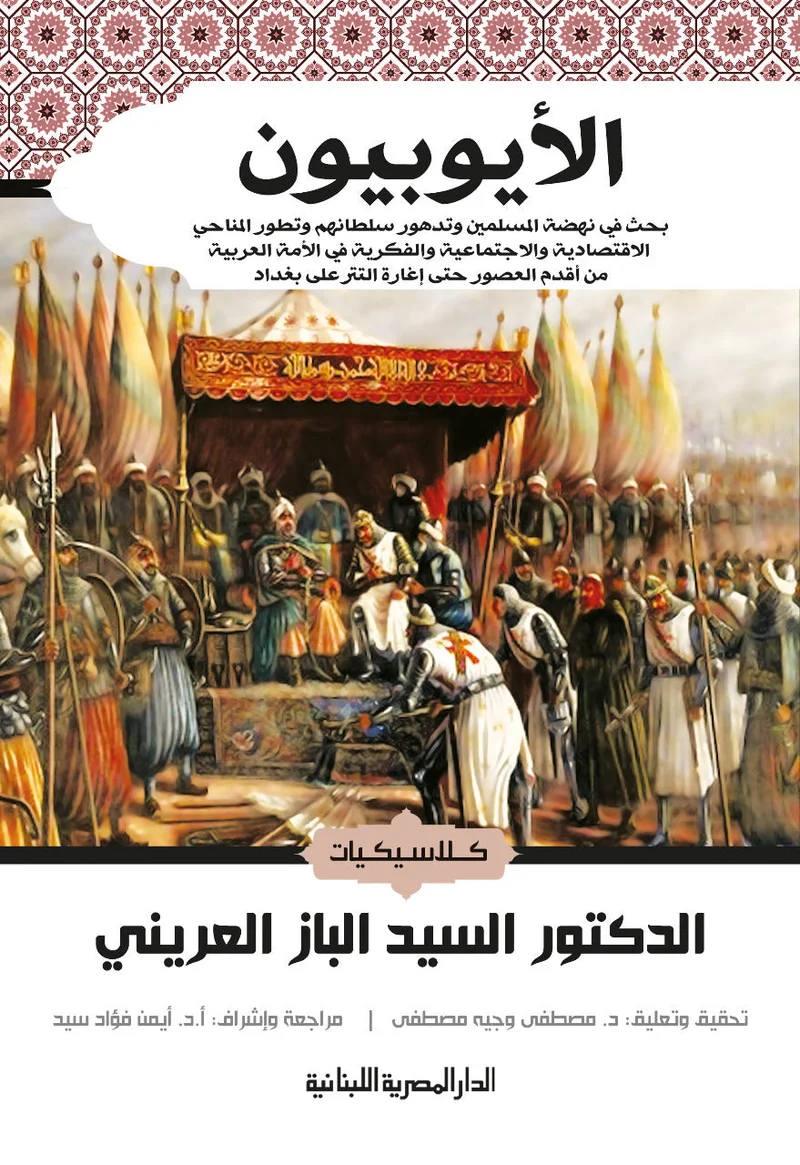 الأيوبيون
بحث في نهضة المسلمين وتدهور سلطانهم وتطور المناحي
الاقتصادية والاجتماعية والفكرية في الأمة العربية
من أقدم العصور حتى إغارة التتر على بغداد
كلاسيكيات
الدكتور السيد الباز العريني
تحقيق وتعليق: د. مصطفى وجيه مصطفى | مراجعة وإشراف: أ.د. أيمن فؤاد سيد
الدار المصرية اللبنانية